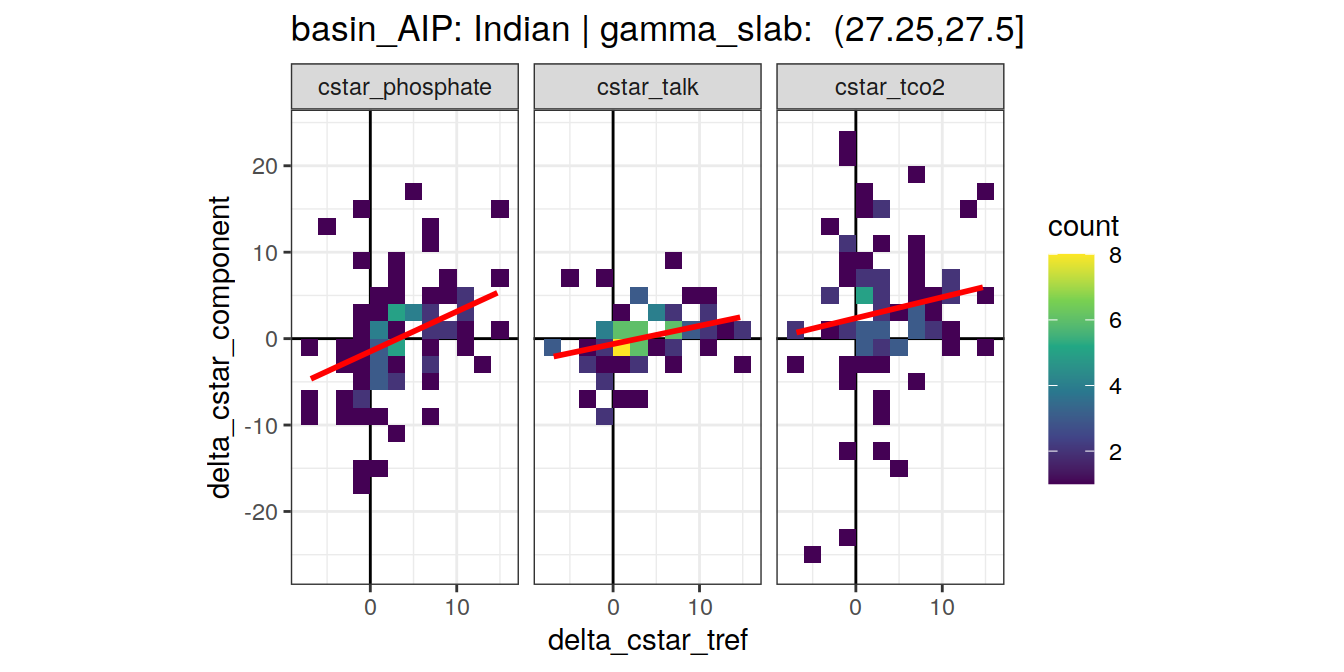 basin_AIP: Indian | gamma_slab:  (27.25,27.5]
cstar_phosphate
cstar_talk
cstar_tco2
delta_cstar_component
20
10
0
-10
-20
0
10
0
10
0
10
delta_cstar_tref
count
8
6
4
2